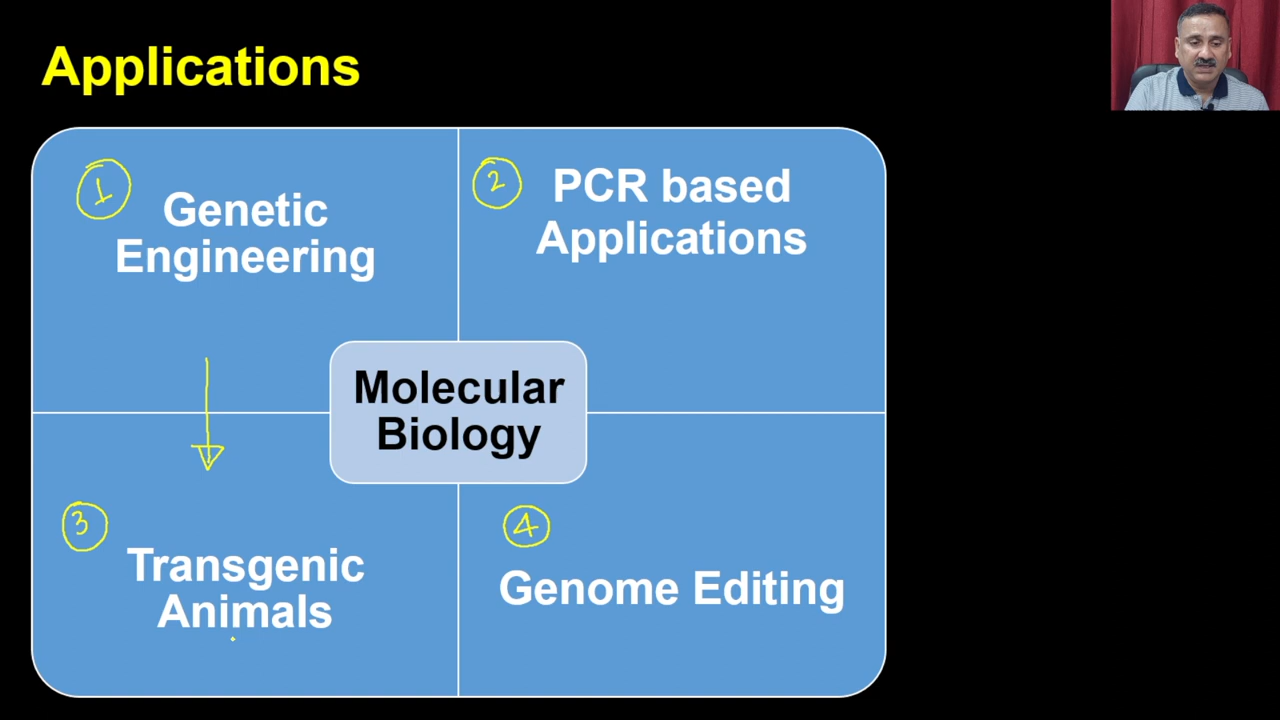 Applications
1
Genetic
Engineering
2
PCR based
Applications
Molecular
Biology
3
Transgenic
Animals
4
Genome Editing